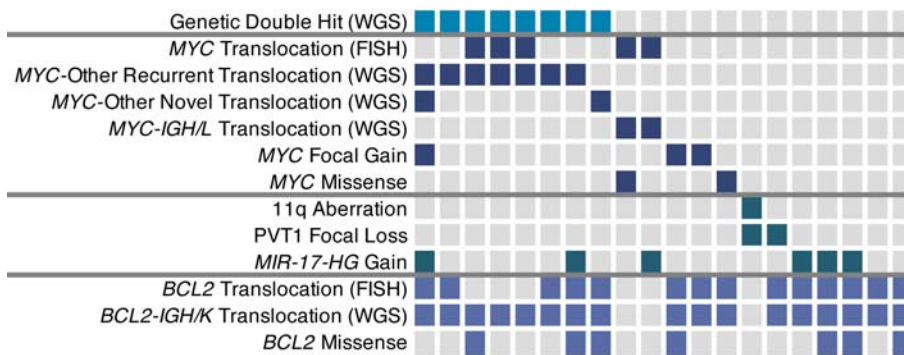 Genetic Double Hit (WGS)
MYC Translocation (FISH)
MYC-Other Recurrent Translocation (WGS)
MYC-Other Novel Translocation (WGS)
MYC-IGH/L Translocation (WGS)
MYC Focal Gain
MYC Missense
11q Aberration
PVT1 Focal Loss
MIR-17-HG Gain
BCL2 Translocation (FISH)
BCL2-IGH/K Translocation (WGS)
BCL2 Missense